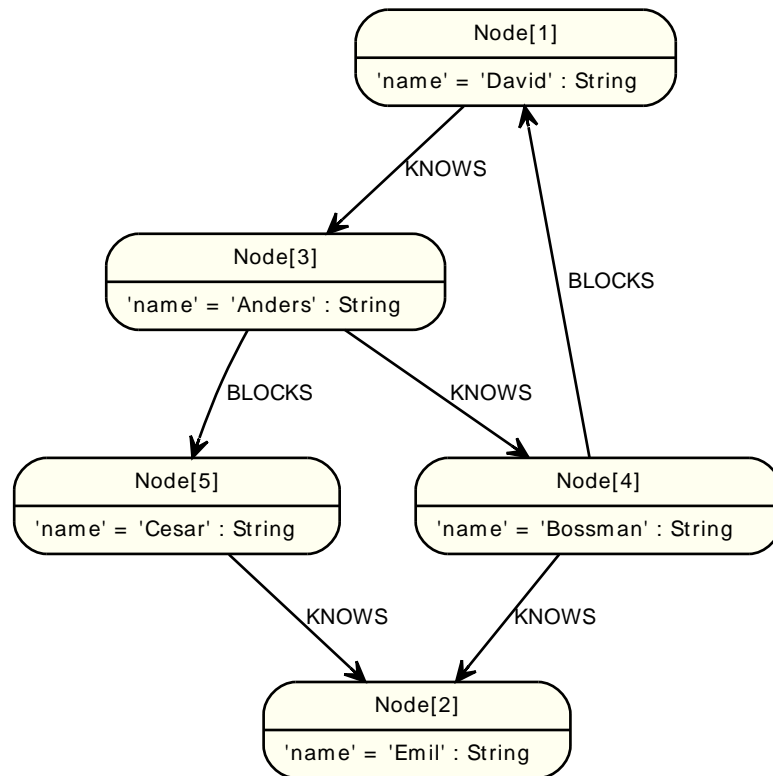 Node[1]
'name' = 'David' : String
KNOWS
Node[3]
'name' = 'Anders' : String
BLOCKS
BLOCKS
KNOWS
Node[5]
'name' = 'Cesar' : String
Node[4]
'name' = 'Bossman' : String
KNOWS
KNOWS
Node[2]
'name' = 'Emil' : String